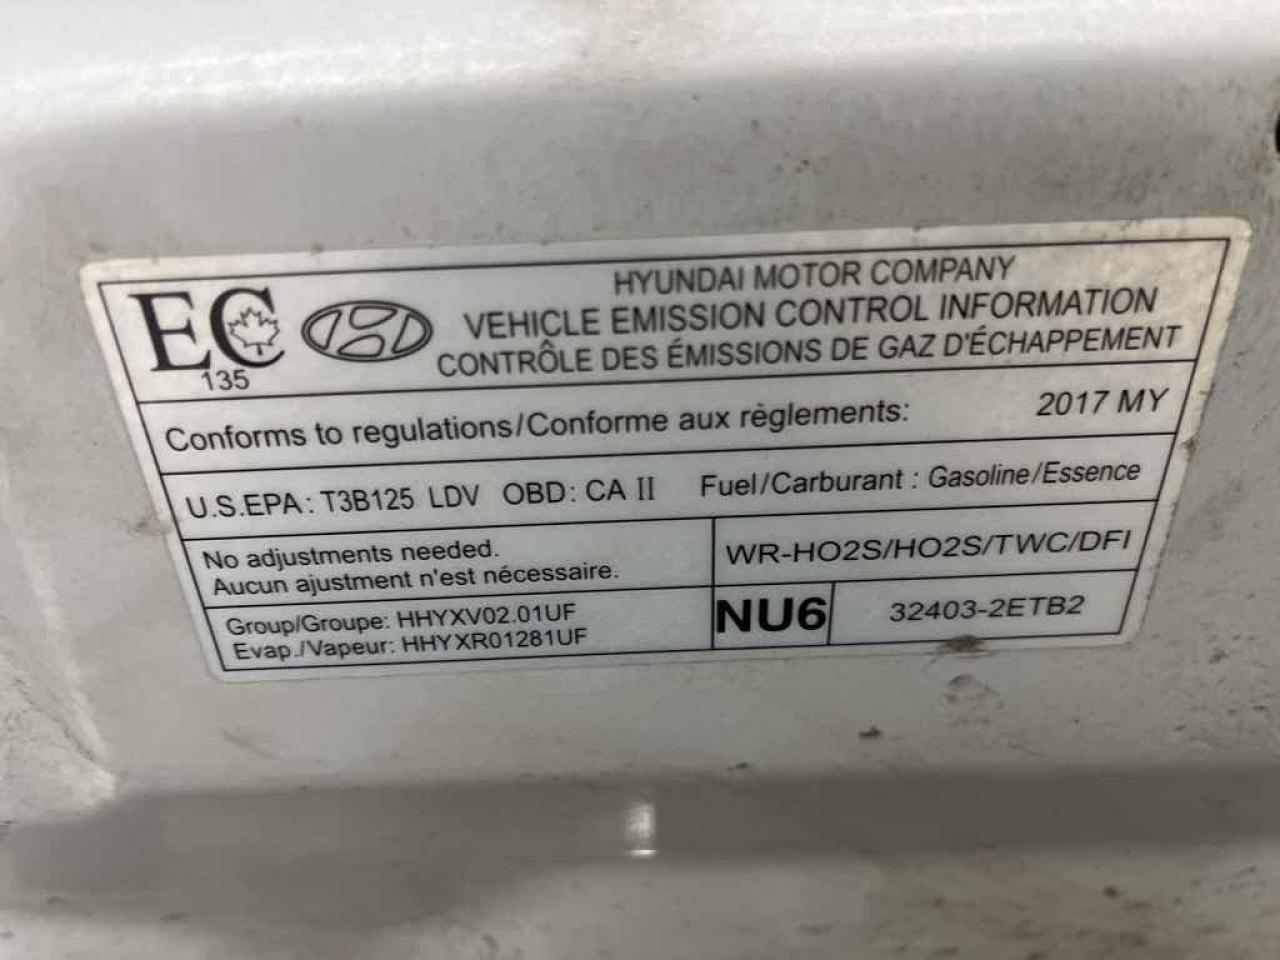 EC
135
HYUNDAI MOTOR COMPANY
VEHICLE EMISSION CONTROL INFORMATION
CONTRÔLE DES ÉMISSIONS DE GAZ D'ÉCHAPPEMENT
Conforms to regulations/Conforme aux règlements: 2017 MY
U.S.EPA: T3B125 LDV OBD: CA II Fuel/Carburant : Gasoline/Essence
No adjustments needed.
Aucun ajustment n'est nécessaire.
WR-HO2S/HO2S/TWC/DFI
Group/Groupe: HHYXV02.01UF
Evap./Vapeur: HHYXR01281UF
NU6 32403-2ETB2